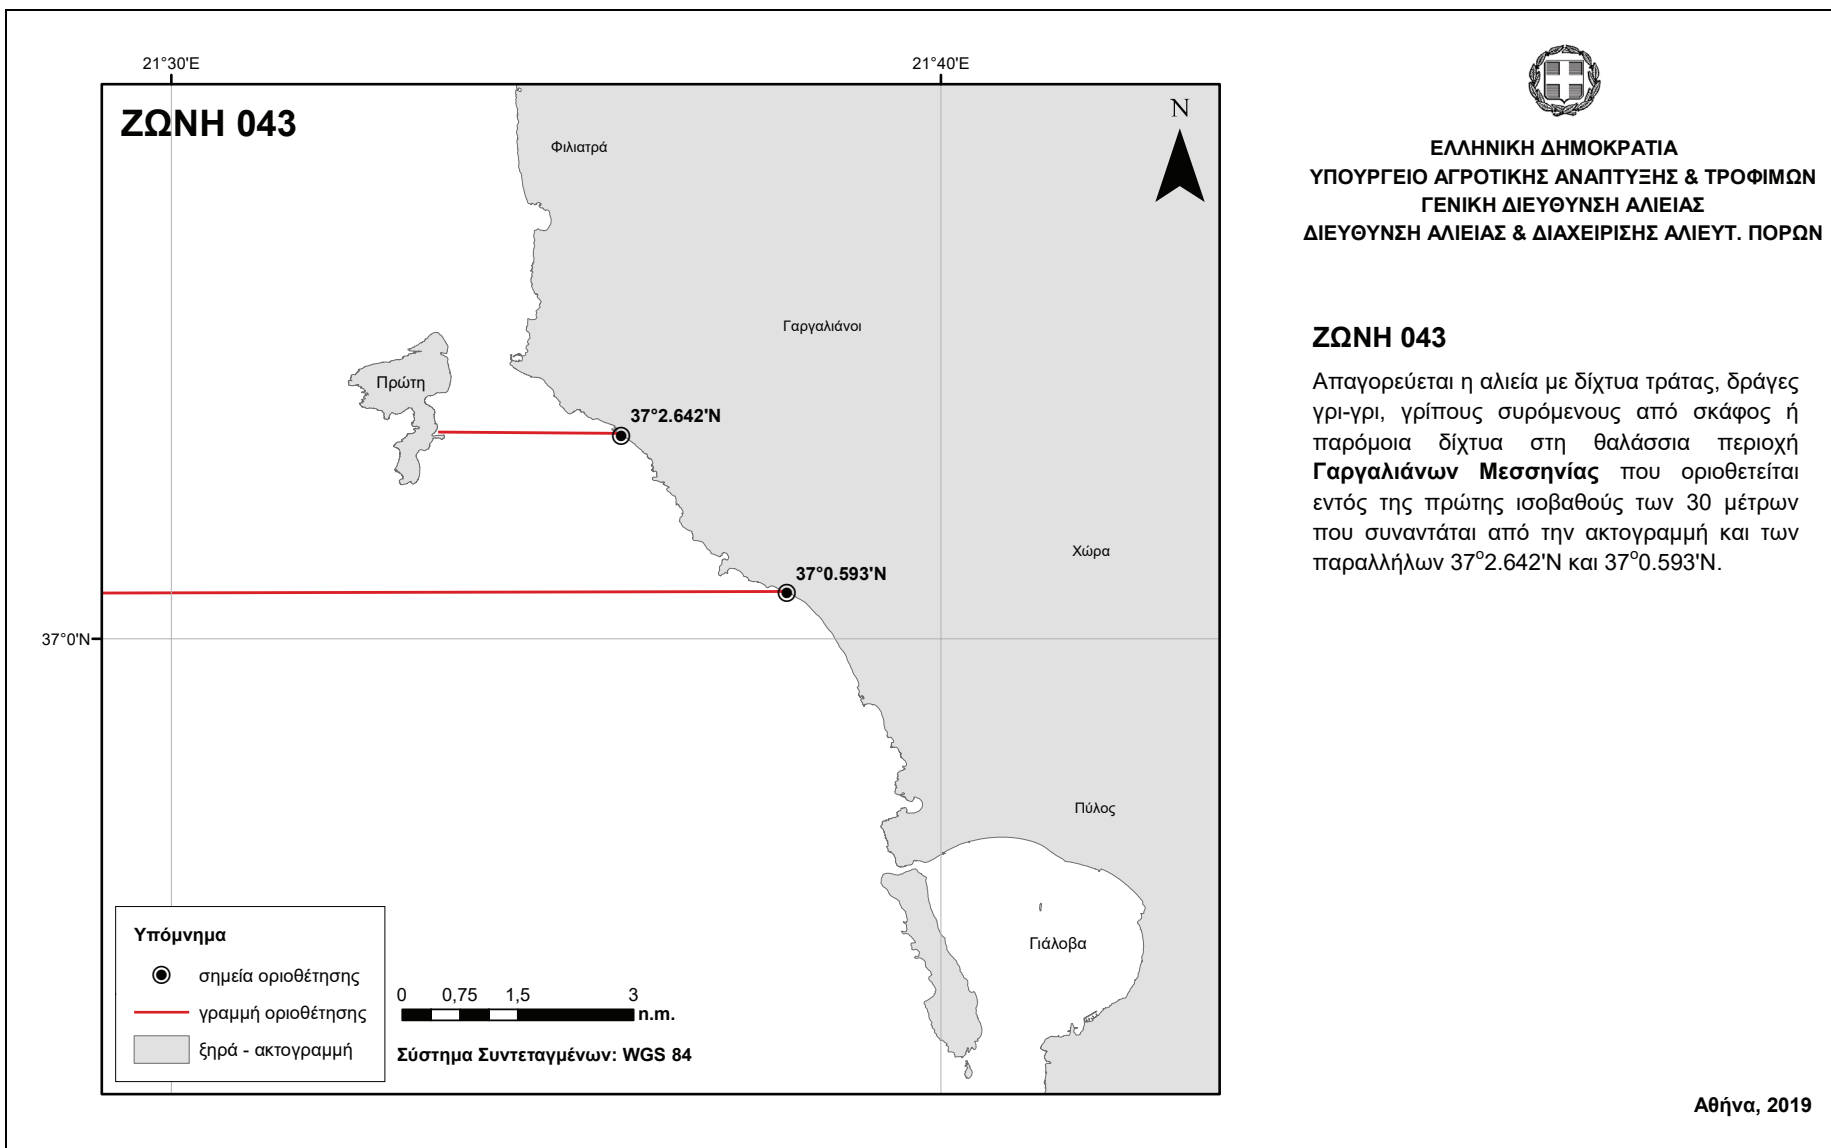 21°30'E
21°40'E
ΖΩΝΗ 043
N
Φιλιατρά
Γαργαλιάνοι
Πρώτη
37°2.642'N
Χώρα
37°0.593'N
37°0'N
Πύλος
Γιάλοβα
Υπόμνημα
σημεία οριοθέτησης
γραμμή οριοθέτησης
ξηρά - ακτογραμμή
0 0,75 1,5 3
n.m.
Σύστημα Συντεταγμένων: WGS 84
ΕΛΛΗΝΙΚΗ ΔΗΜΟΚΡΑΤΙΑ
ΥΠΟΥΡΓΕΙΟ ΑΓΡΟΤΙΚΗΣ ΑΝΑΠΤΥΞΗΣ & ΤΡΟΦΙΜΩΝ
ΓΕΝΙΚΗ ΔΙΕΥΘΥΝΣΗ ΑΛΙΕΙΑΣ
ΔΙΕΥΘΥΝΣΗ ΑΛΙΕΙΑΣ & ΔΙΑΧΕΙΡΙΣΗΣ ΑΛΙΕΥΤ. ΠΟΡΩΝ
ΖΩΝΗ 043
Απαγορεύεται η αλιεία με δίχτυα τράτας, δράγες
γρι-γρι, γρίπους συρόμενους από σκάφος ή
παρόμοια δίχτυα στη θαλάσσια περιοχή
Γαργαλιάνων Μεσσηνίας που οριοθετείται
εντός της πρώτης ισοβαθούς των 30 μέτρων
που συναντάται από την ακτογραμμή και των
παραλλήλων 37°2.642'N και 37°0.593'N.
Αθήνα, 2019